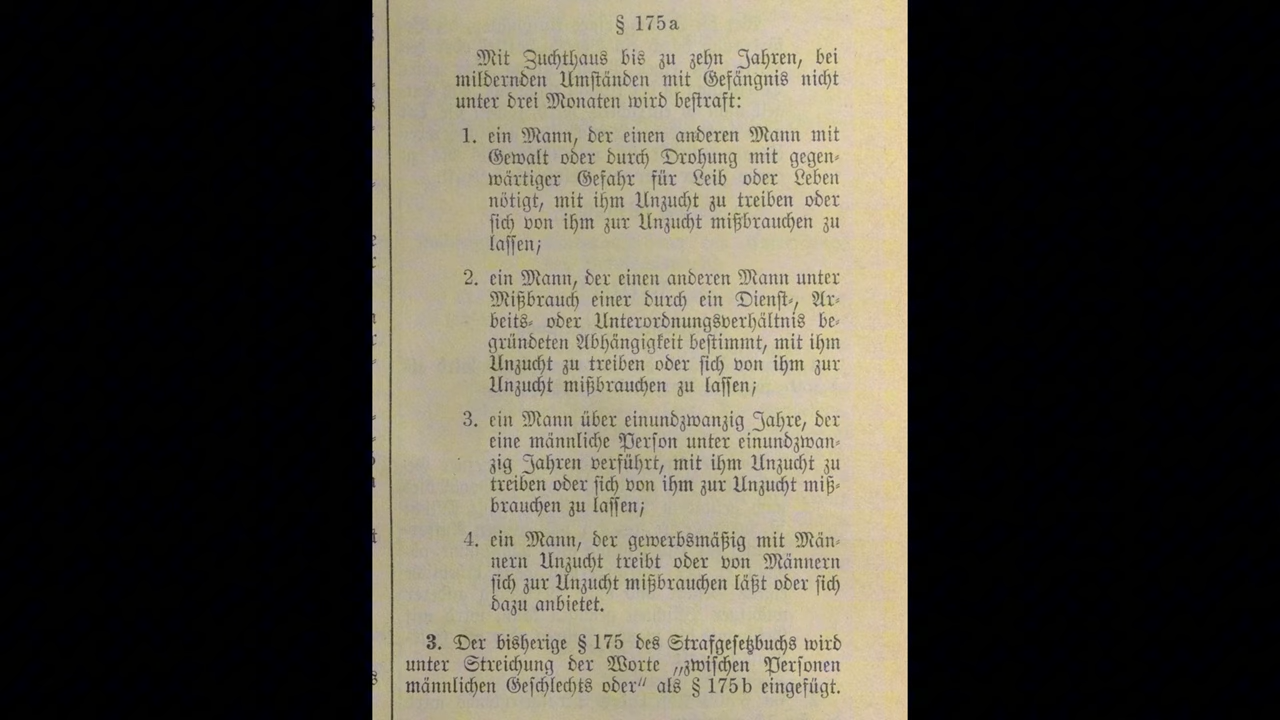 § 175a
Mit Zuchthaus bis zu zehn Jahren, bei
mildernden Umständen mit Gefängnis nicht
unter drei Monaten wird bestraft:
1. ein Mann, der einen anderen Mann mit
Gewalt oder durch Drohung mit gegen-
wärtiger Gefahr für Leib oder Leben
nötigt, mit ihm Unzucht zu treiben oder
sich von ihm zur Unzucht mißbrauchen zu
lassen;
2. ein Mann, der einen anderen Mann unter
Mißbrauch einer durch ein Dienst-, Ar-
beits- oder Unterordnungsverhältnis be-
gründeten Abhängigkeit bestimmt, mit ihm
Unzucht zu treiben oder sich von ihm zur
Unzucht mißbrauchen zu lassen;
3. ein Mann über einundzwanzig Jahre, der
eine männliche Person unter einundzwan-
zig Jahren verführt, mit ihm Unzucht zu
treiben oder sich von ihm zur Unzucht miß-
brauchen zu lassen;
4. ein Mann, der gewerbsmäßig mit Män-
nern Unzucht treibt oder von Männern
sich zur Unzucht mißbrauchen läßt oder sich
dazu anbietet.
3. Der bisherige § 175 des Strafgesetzbuchs wird
unter Streichung der Worte „zwischen Personen
männlichen Geschlechts oder“ als § 175b eingefügt.